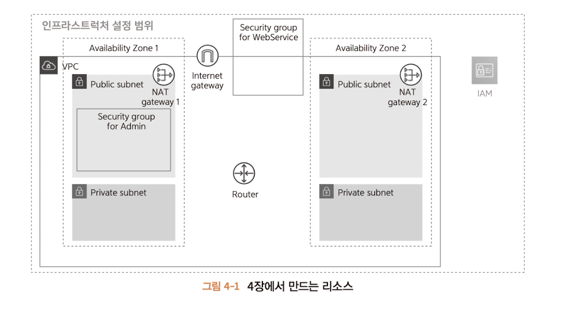 인프라스트럭처 설정 범위
Security group
for WebService
Availability Zone 1
Availability Zone 2
VPC
Internet
gateway
Public subnet
NAT
gateway 1
Public subnet
NAT
gateway 2
IAM
Security group
for Admin
Router
Private subnet
Private subnet
그림 4-1 4장에서 만드는 리소스